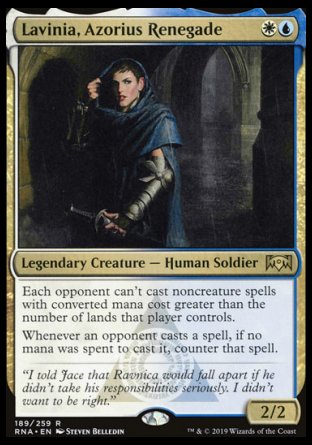 Lavinia, Azorius Renegade
Legendary Creature — Human Soldier
Each opponent can't cast noncreature spells
with converted mana cost greater than the
number of lands that player controls.
Whenever an opponent casts a spell, if no
mana was spent to cast it, counter that spell.
"I told Jace that Ravnica would fall apart if he
didn't take his responsibilities seriously. I didn't
want to be right."
2/2
189/259 R
RNA • EN STEVEN BELLEDIN
™ & © 2019 Wizards of the Coast